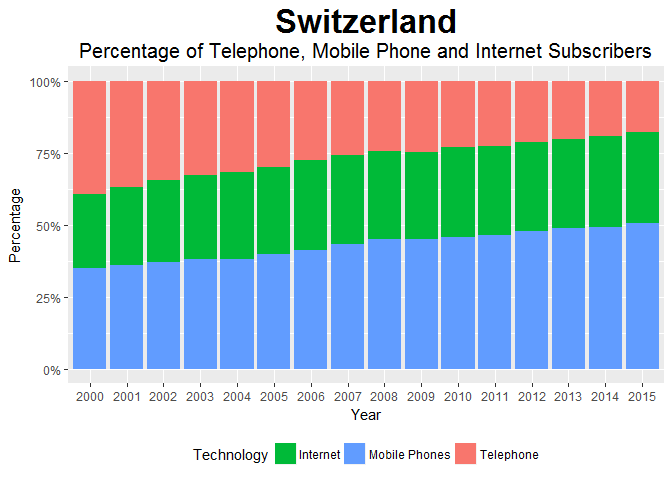 Switzerland
Percentage of Telephone, Mobile Phone and Internet Subscribers
100%
75%
50%
25%
0%
Percentage
2000 2001 2002 2003 2004 2005 2006 2007 2008 2009 2010 2011 2012 2013 2014 2015
Year
Technology Internet Mobile Phones Telephone